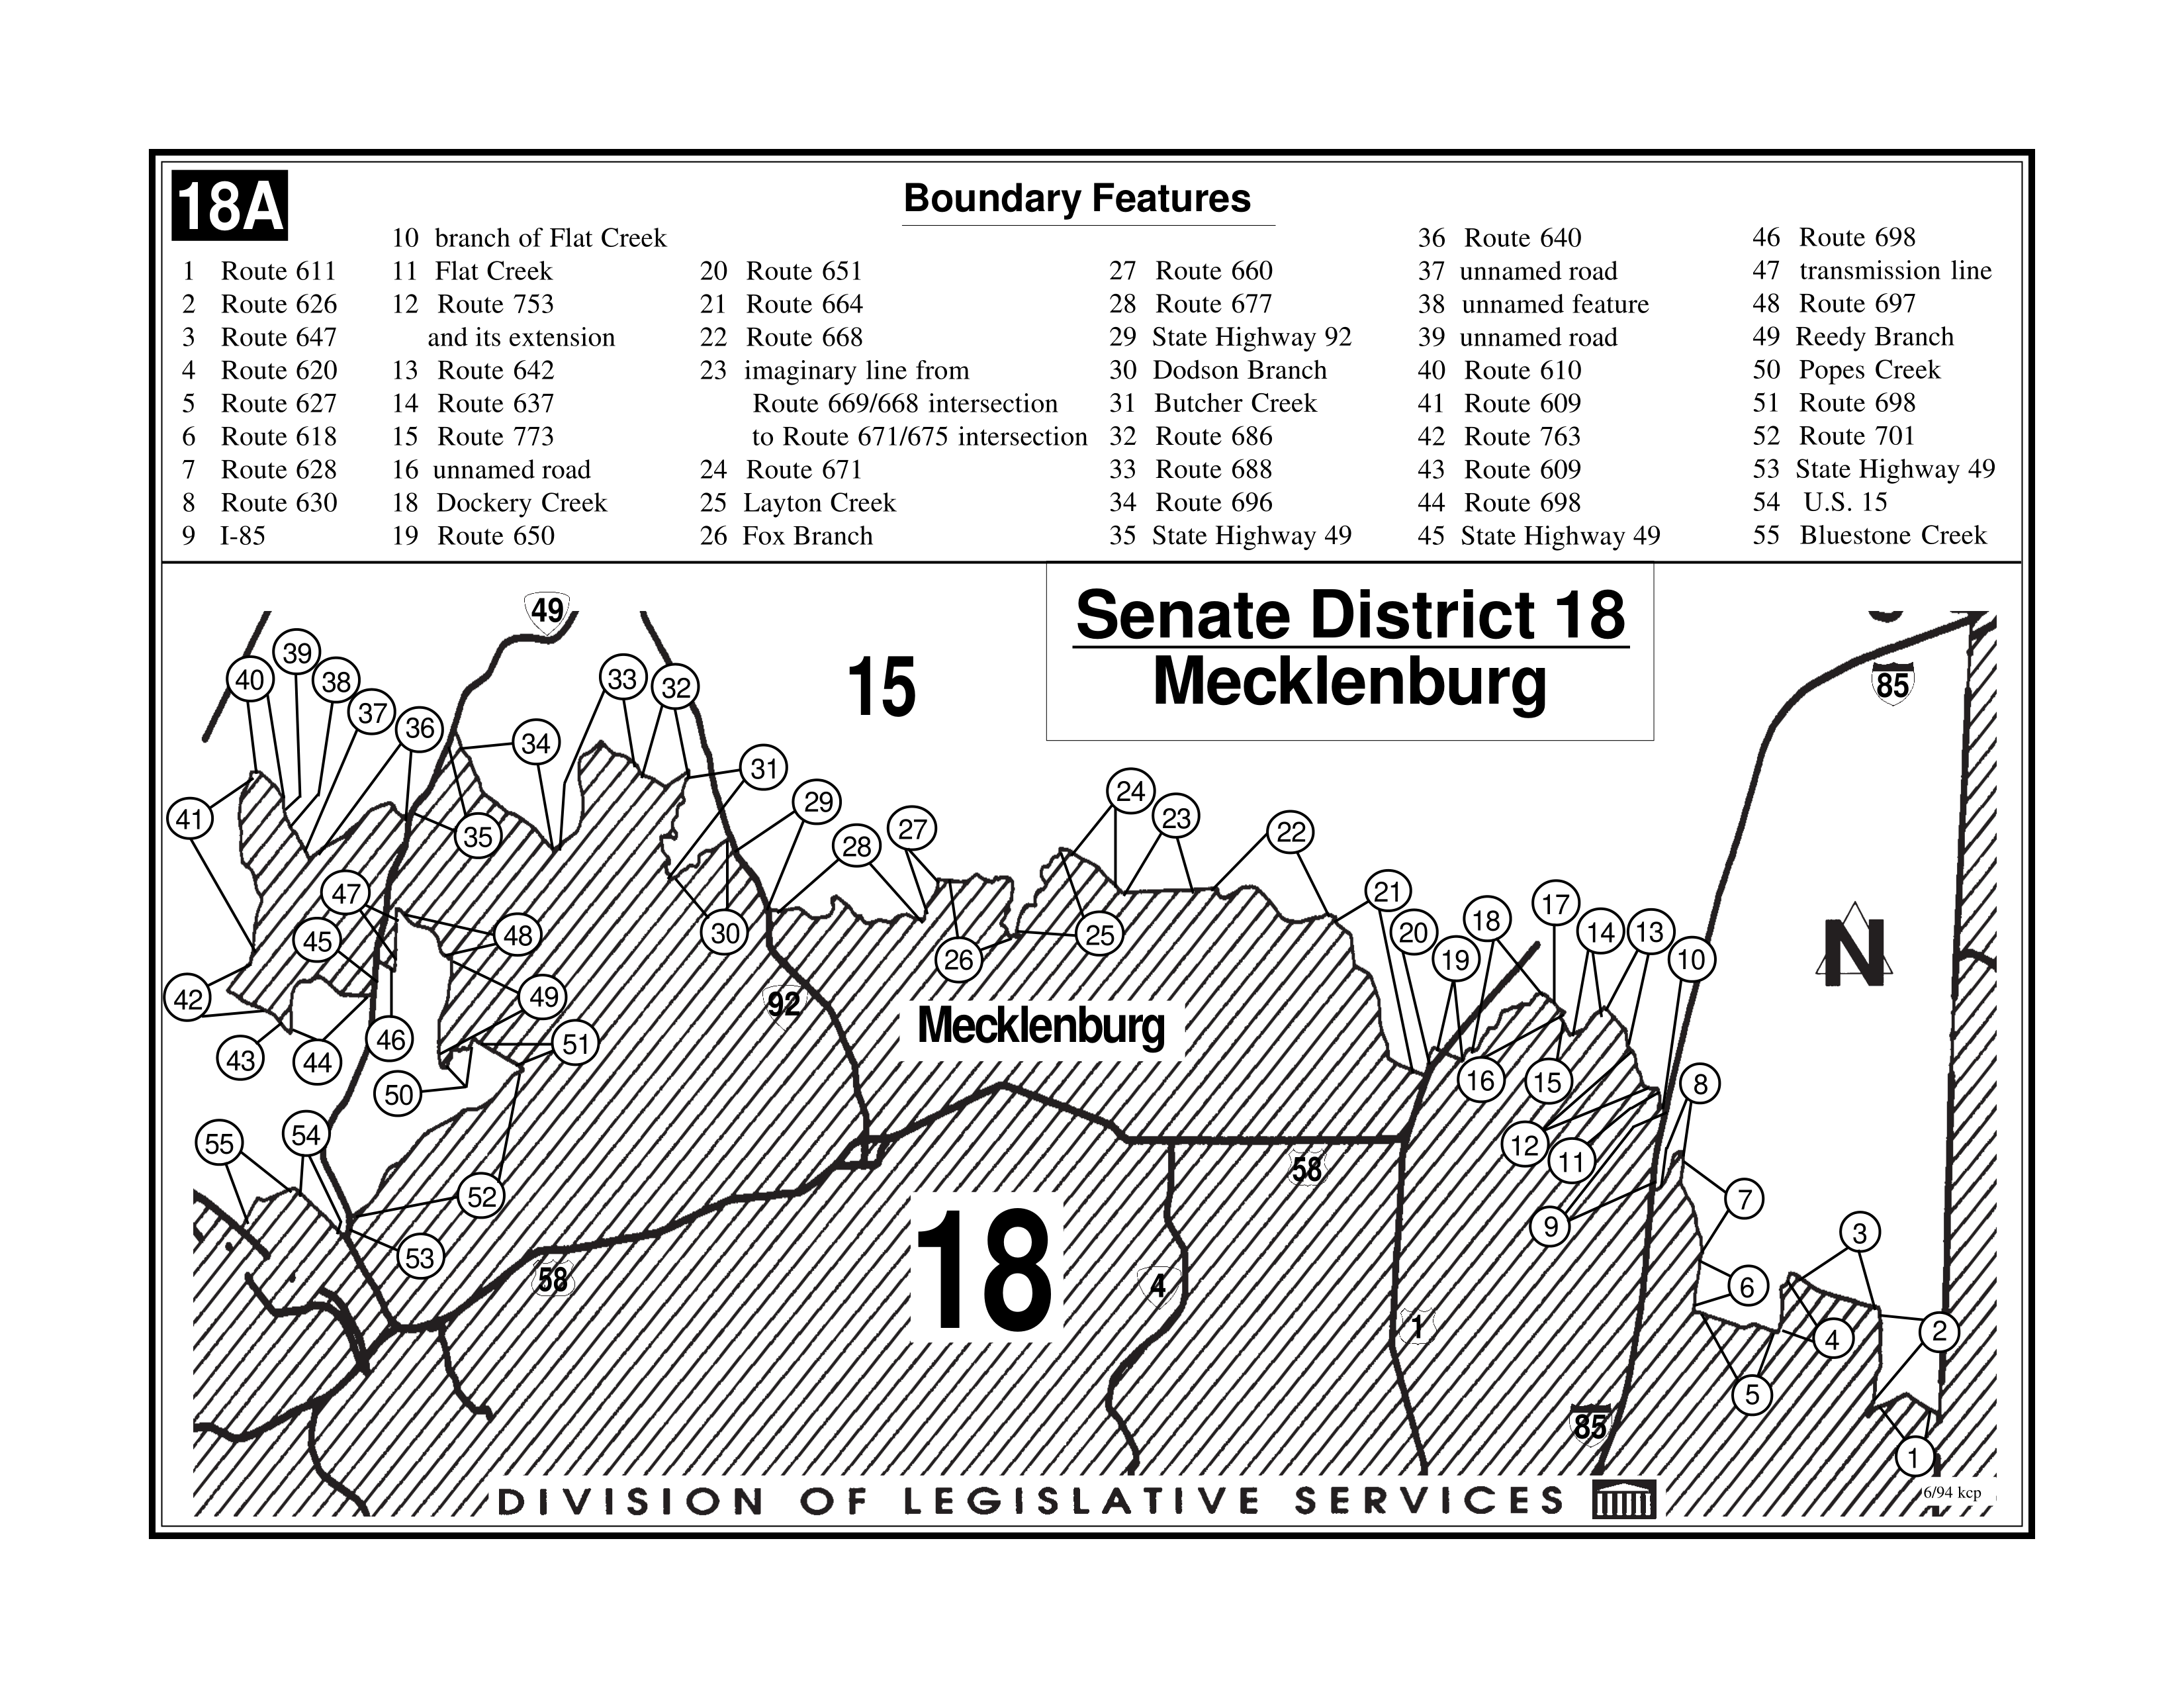 18A
Boundary Features
1 Route 611
2 Route 626
3 Route 647
4 Route 620
5 Route 627
6 Route 618
7 Route 628
8 Route 630
9 I-85
10 branch of Flat Creek
11 Flat Creek
12 Route 753
and its extension
13 Route 642
14 Route 637
15 Route 773
16 unnamed road
18 Dockery Creek
19 Route 650
20 Route 651
21 Route 664
22 Route 668
23 imaginary line from
Route 669/668 intersection
to Route 671/675 intersection
24 Route 671
25 Layton Creek
26 Fox Branch
27 Route 660
28 Route 677
29 State Highway 92
30 Dodson Branch
31 Butcher Creek
32 Route 686
33 Route 688
34 Route 696
35 State Highway 49
36 Route 640
37 unnamed road
38 unnamed feature
39 unnamed road
40 Route 610
41 Route 609
42 Route 763
43 Route 609
44 Route 698
45 State Highway 49
46 Route 698
47 transmission line
48 Route 697
49 Reedy Branch
50 Popes Creek
51 Route 698
52 Route 701
53 State Highway 49
54 U.S. 15
55 Bluestone Creek
Senate District 18
Mecklenburg
49
15
85
39
40
38
37
36
33
32
34
31
41
35
29
28
27
24
23
22
47
45
48
30
26
25
21
20
19
18
17
14
13
10
N
42
49
92
Mecklenburg
46
43
44
51
50
16
15
8
55
54
12
11
58
52
53
9
7
3
58
18
4
6
1
4
2
5
85
1
6/94 kcp
DIVISION OF LEGISLATIVE SERVICES